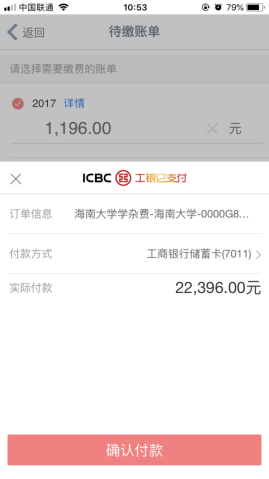 中国联通 10:53 79%
返回 待缴账单
请选择需要缴费的账单
2017 详情
1,196.00 元
ICBC 工银e支付
订单信息 海南大学学杂费-海南大学-0000G8...
付款方式 工商银行储蓄卡(7011)
实际付款 22,396.00元
确认付款